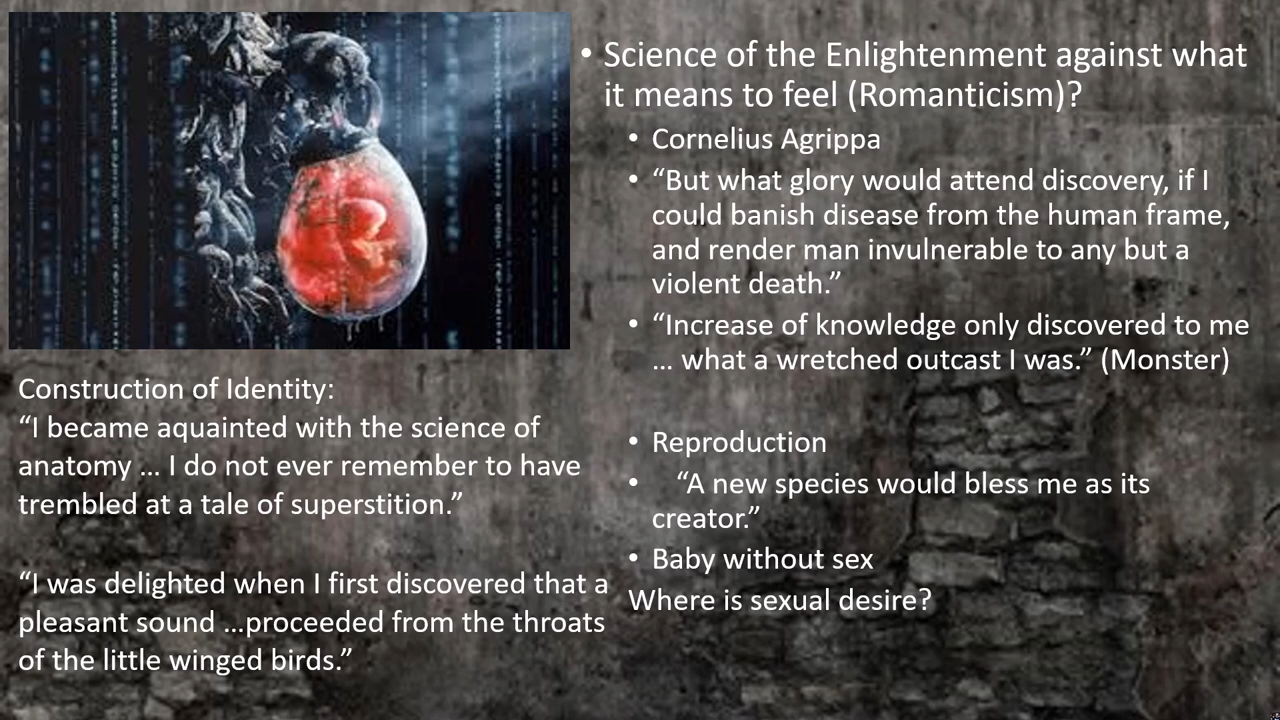 • Science of the Enlightenment against what
it means to feel (Romanticism)?
• Cornelius Agrippa
• “But what glory would attend discovery, if I
could banish disease from the human frame,
and render man invulnerable to any but a
violent death.”
• “Increase of knowledge only discovered to me
… what a wretched outcast I was.” (Monster)
• Reproduction
• “A new species would bless me as its
creator.”
• Baby without sex
Where is sexual desire?
Construction of Identity:
“I became aquainted with the science of
anatomy … I do not ever remember to have
trembled at a tale of superstition.”
“I was delighted when I first discovered that a
pleasant sound …proceeded from the throats
of the little winged birds.”